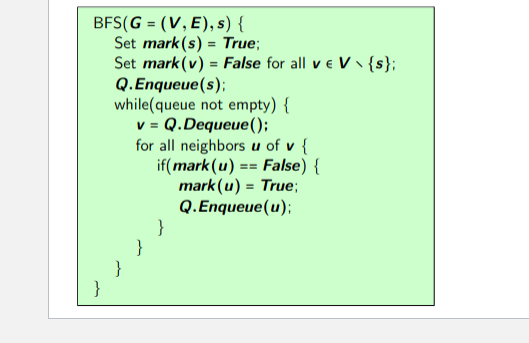 BFS(G = (V, E), s) {
Set mark(s) = True;
Set mark(v) = False for all v ϵ V ∖ {s};
Q.Enqueue(s);
while(queue not empty) {
v = Q.Dequeue();
for all neighbors u of v {
if(mark(u) == False) {
mark(u) = True;
Q.Enqueue(u);
}
}
}
}